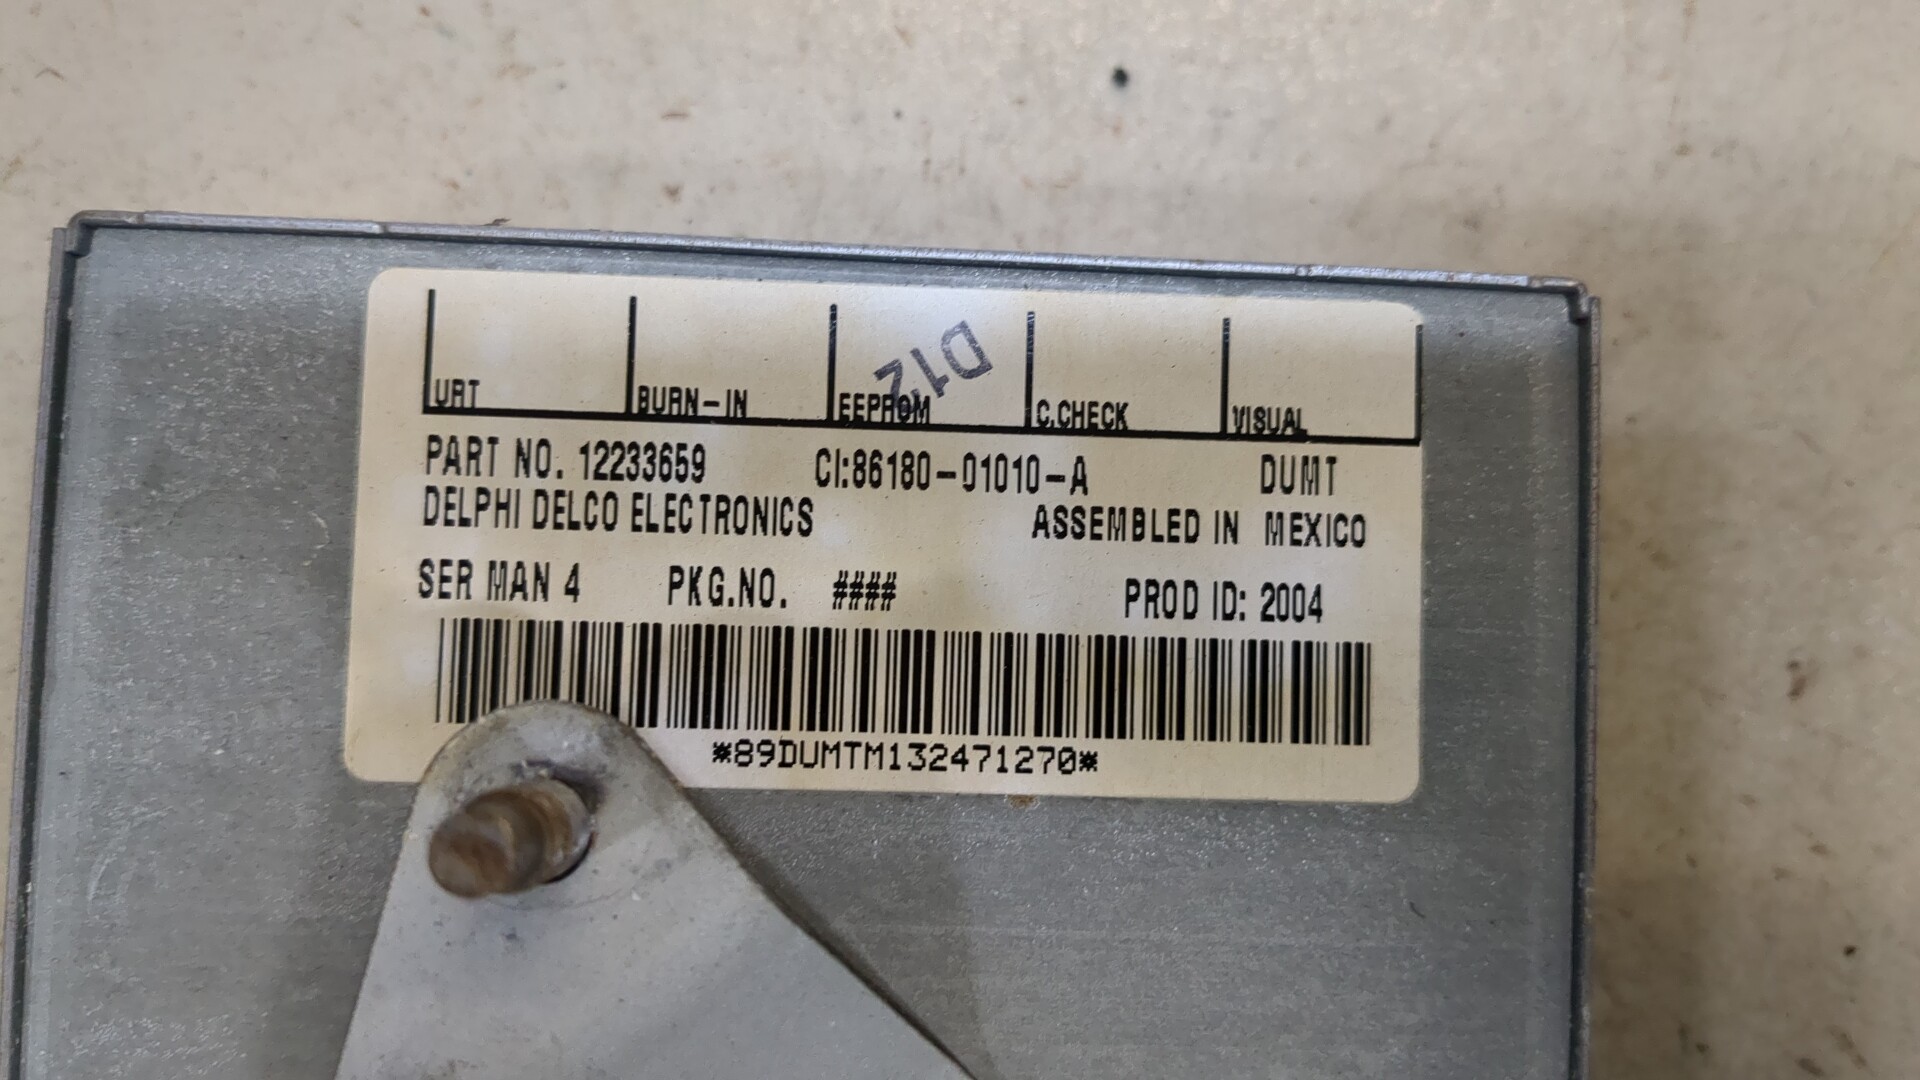 D12
URT BURN-IN EEPROM C.CHECK VISUAL
PART NO. 12233659 CI:86180-01010-A DUMT
DELPHI DELCO ELECTRONICS ASSEMBLED IN MEXICO
SER MAN 4 PKG.NO. #### PROD ID: 2004
*89DUMTM132471270*